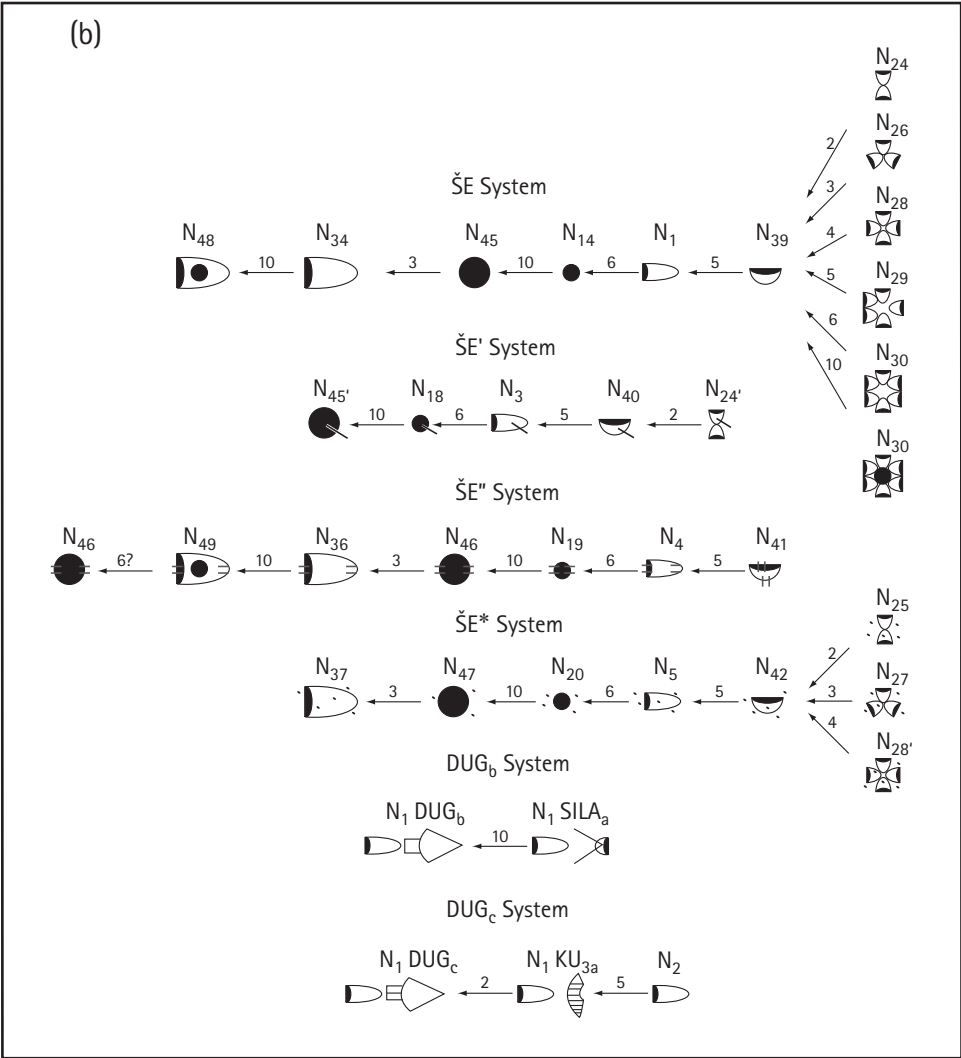 (b)
N24
N26
2
ŠE System
3
N28
N48 N34 N45 N14 N1 N39
4
10 3 10 6 5
5
N29
6
ŠE' System
10
N30
N45' N18 N3 N40 N24'
10 6 5 2
N30
ŠE" System
N46 N49 N36 N46 N19 N4 N41
6? 10 3 10 6 5
N25
ŠE* System
2
N37 N47 N20 N5 N42 N27
3 10 6 5 3
4
N28'
DUGb System
N1 DUGb N1 SILAa
10
DUGc System
N1 DUGc N1 KU3a N2
2 5